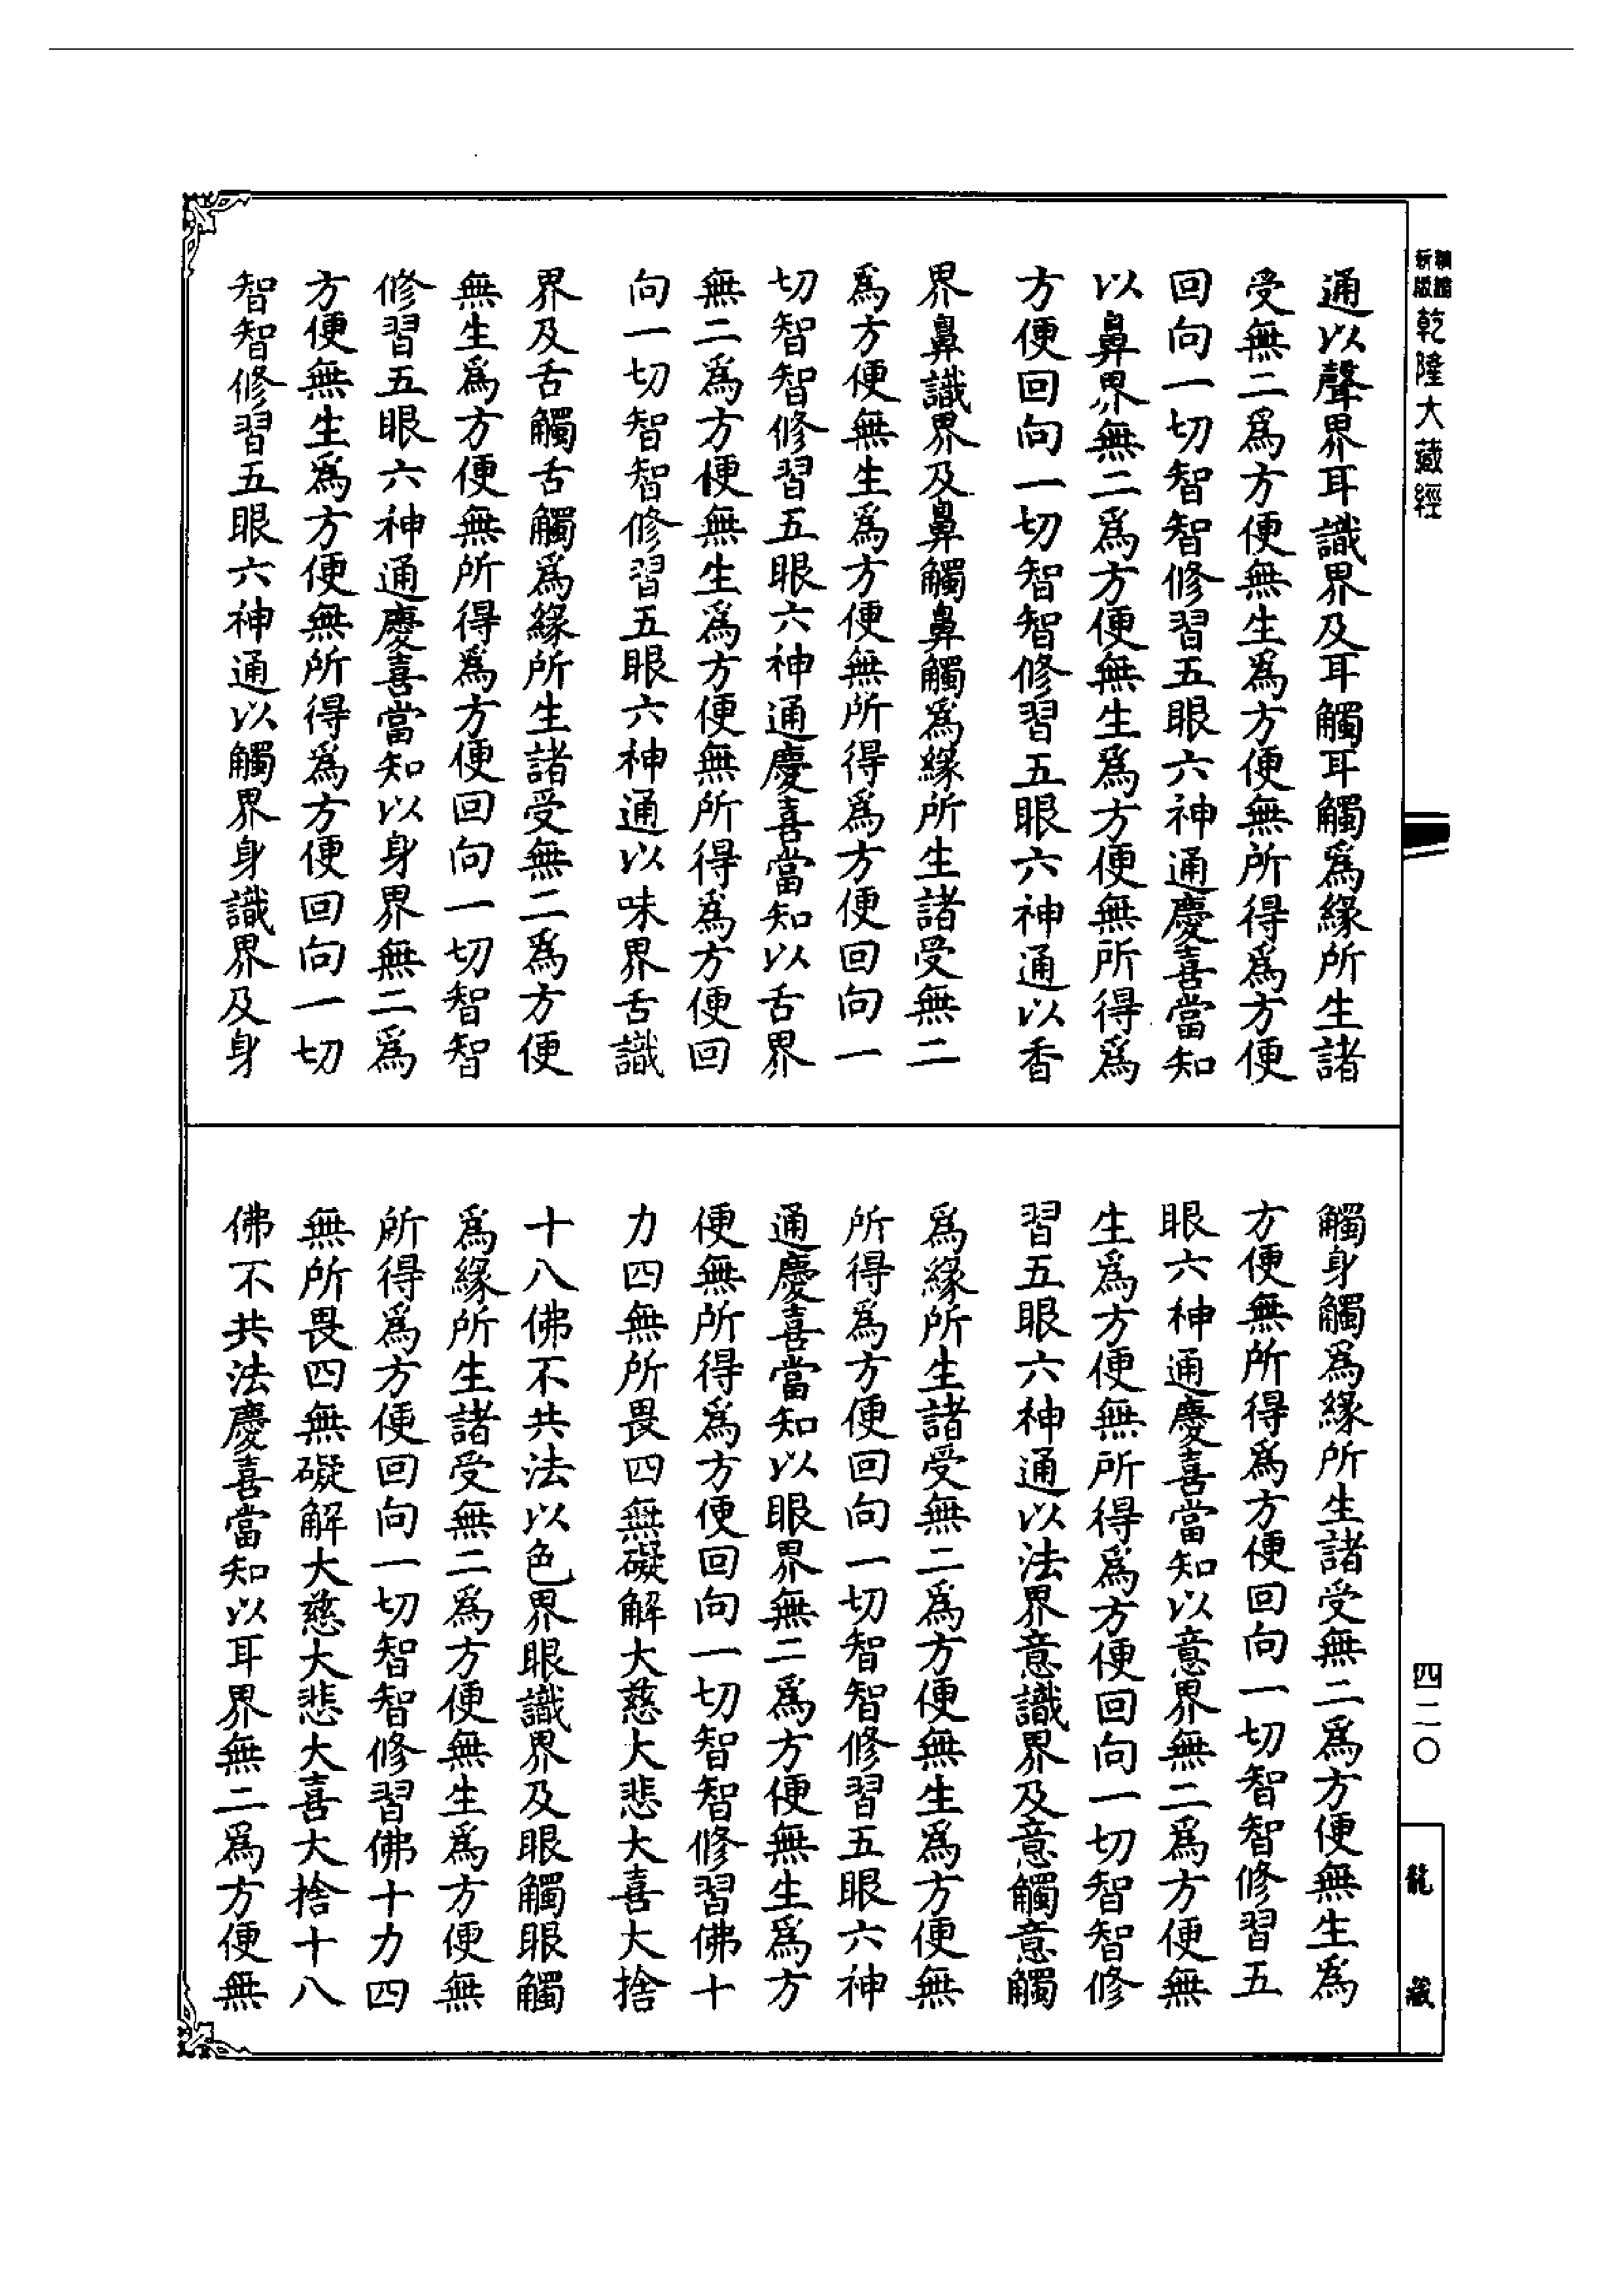 新版
乾隆大藏經
通以聲界耳識界及耳觸耳觸爲緣所生諸
受無二爲方便無生爲方便無所得爲方便
回向一切智智修習五眼六神通慶喜當知
以鼻界無二爲方便無生爲方便無所得爲
方便回向一切智智修習五眼六神通以香
界鼻識界及鼻觸鼻觸爲緣所生諸受無二
爲方便無生爲方便無所得爲方便回向一
切智智修習五眼六神通慶喜當知以舌界
無二爲方便無生爲方便無所得爲方便回
向一切智智修習五眼六神通以味界舌識
界及舌觸舌觸爲緣所生諸受無二爲方便
無生爲方便無所得爲方便回向一切智智
修習五眼六神通慶喜當知以身界無二爲
方便無生爲方便無所得爲方便回向一切
智智修習五眼六神通以觸界身識界及身
觸身觸爲緣所生諸受無二爲方便無生爲
方便無所得爲方便回向一切智智修習五
眼六神通慶喜當知以意界無二爲方便無
生爲方便無所得爲方便回向一切智智修
習五眼六神通以法界意識界及意觸意觸
爲緣所生諸受無二爲方便無生爲方便無
所得爲方便回向一切智智修習五眼六神
通慶喜當知以眼界無二爲方便無生爲方
便無所得爲方便回向一切智智修習佛十
力四無所畏四無礙解大慈大悲大喜大捨
十八佛不共法以色界眼識界及眼觸眼觸
爲緣所生諸受無二爲方便無生爲方便無
所得爲方便回向一切智智修習佛十力四
無所畏四無礙解大慈大悲大喜大捨十八
佛不共法慶喜當知以耳界無二爲方便無
四二〇
龍藏